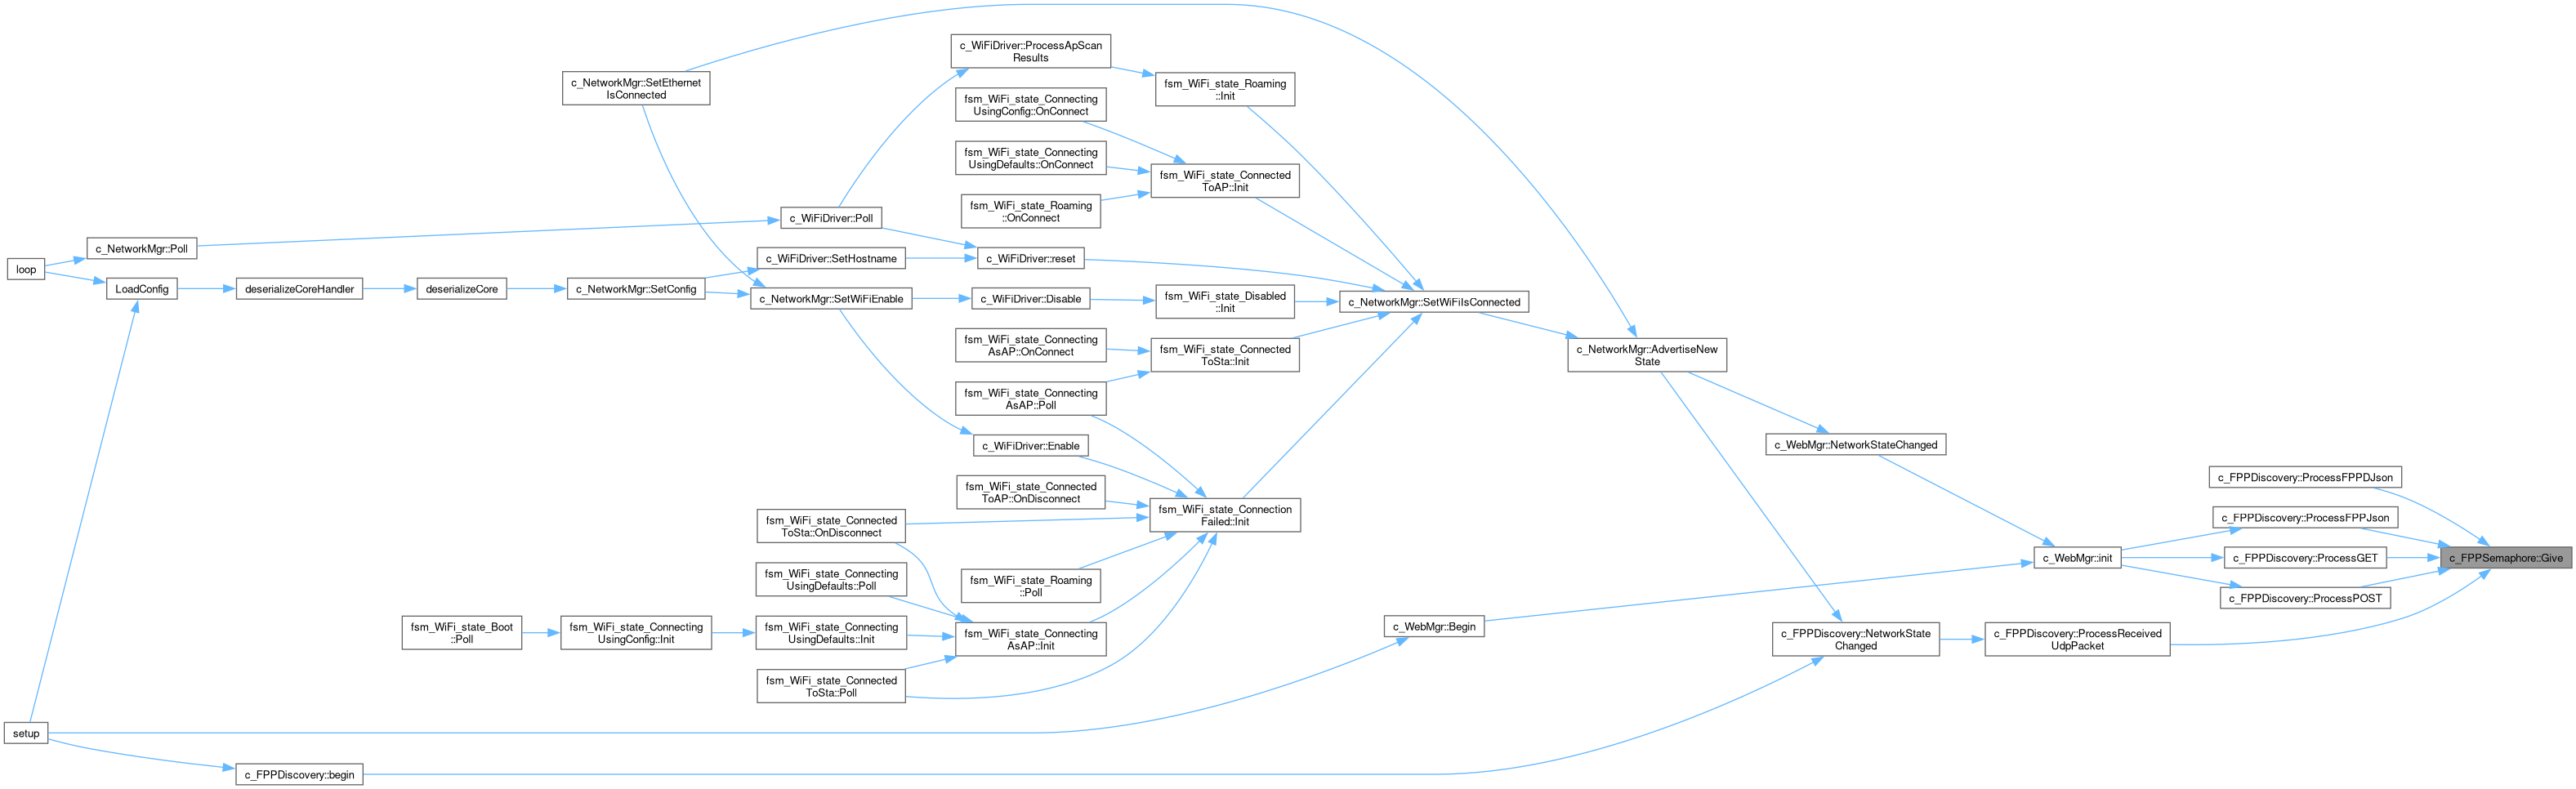 c_WiFiDriver::ProcessApScan
Results
c_NetworkMgr::SetEthernet
IsConnected
fsm_WiFi_state_Roaming
::Init
fsm_WiFi_state_Connecting
UsingConfig::OnConnect
fsm_WiFi_state_Connecting
UsingDefaults::OnConnect
fsm_WiFi_state_Connected
ToAP::Init
fsm_WiFi_state_Roaming
::OnConnect
c_WiFiDriver::Poll
c_NetworkMgr::Poll
loop
c_WiFiDriver::SetHostname
c_WiFiDriver::reset
LoadConfig
deserializeCoreHandler
deserializeCore
c_NetworkMgr::SetConfig
c_NetworkMgr::SetWiFiEnable
c_WiFiDriver::Disable
fsm_WiFi_state_Disabled
::Init
c_NetworkMgr::SetWiFiIsConnected
fsm_WiFi_state_Connecting
AsAP::OnConnect
fsm_WiFi_state_Connected
ToSta::Init
c_NetworkMgr::AdvertiseNew
State
fsm_WiFi_state_Connecting
AsAP::Poll
c_WiFiDriver::Enable
c_WebMgr::NetworkStateChanged
fsm_WiFi_state_Connected
ToAP::OnDisconnect
c_FPPDiscovery::ProcessFPPDJson
fsm_WiFi_state_Connection
Failed::Init
fsm_WiFi_state_Connected
ToSta::OnDisconnect
c_FPPDiscovery::ProcessFPPJson
c_WebMgr::init
c_FPPDiscovery::ProcessGET
c_FPPSemaphore::Give
fsm_WiFi_state_Connecting
UsingDefaults::Poll
fsm_WiFi_state_Roaming
::Poll
c_FPPDiscovery::ProcessPOST
fsm_WiFi_state_Boot
::Poll
fsm_WiFi_state_Connecting
UsingConfig::Init
fsm_WiFi_state_Connecting
UsingDefaults::Init
fsm_WiFi_state_Connecting
AsAP::Init
c_WebMgr::Begin
c_FPPDiscovery::NetworkState
Changed
c_FPPDiscovery::ProcessReceived
UdpPacket
fsm_WiFi_state_Connected
ToSta::Poll
setup
c_FPPDiscovery::begin